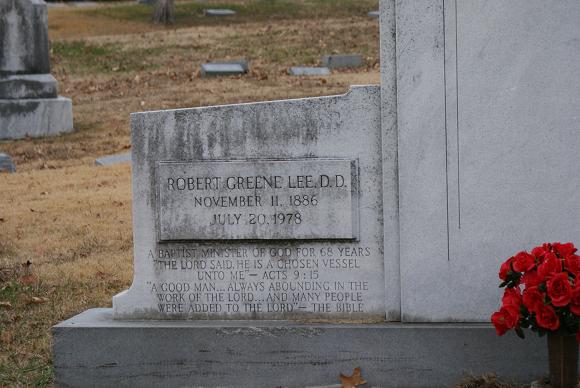 ROBERT GREENE LEE, D.D.
NOVEMBER 11, 1886
JULY 20, 1978
A BAPTIST MINISTER OF GOD FOR 68 YEARS
"THE LORD SAID, HE IS A CHOSEN VESSEL
UNTO ME"— ACTS 9:15
"A GOOD MAN...ALWAYS ABOUNDING IN THE
WORK OF THE LORD...AND MANY PEOPLE
WERE ADDED TO THE LORD"— THE BIBLE